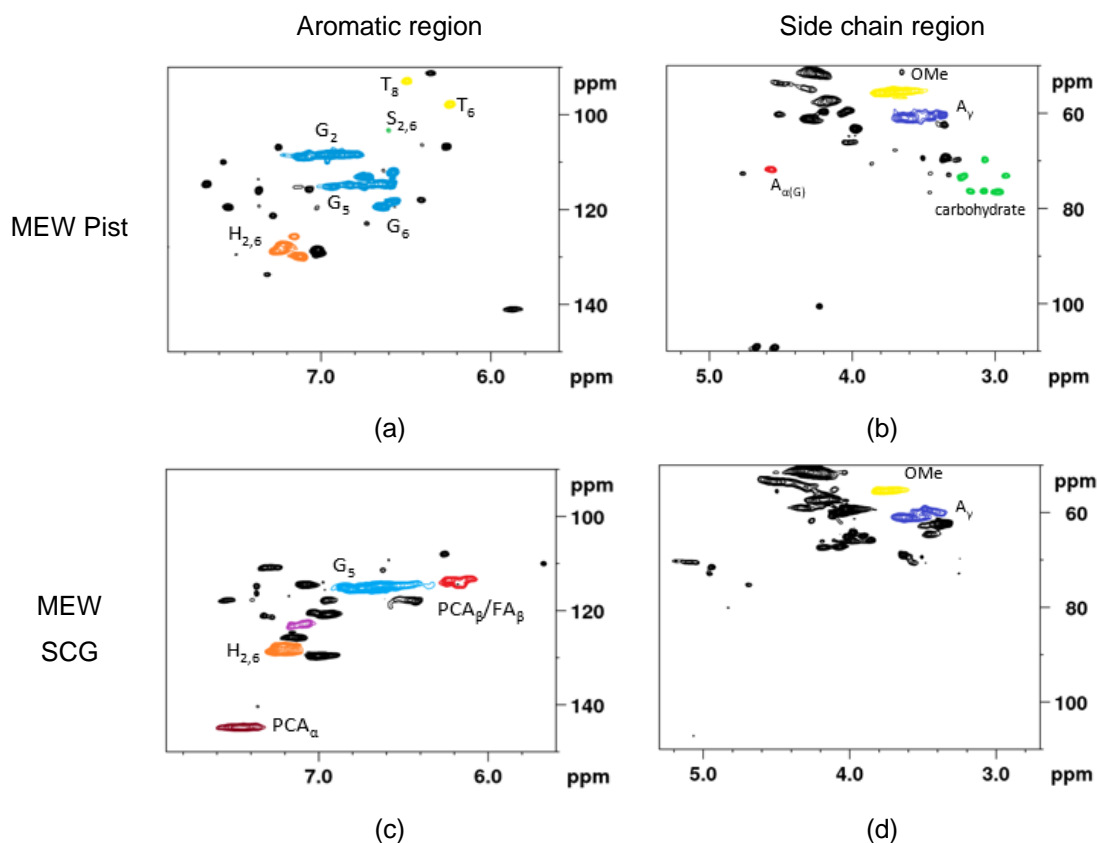 Aromatic region
Side chain region
MEW Pist
T8
T6
S2,6
G2
G5
G6
H2,6
ppm
100
120
140
7.0
6.0
ppm
(a)
OMe
Aγ
Aα(G)
carbohydrate
ppm
60
80
100
5.0
4.0
3.0
ppm
(b)
MEW
SCG
G5
PCAβ/FAβ
H2,6
PCAα
ppm
100
120
140
7.0
6.0
ppm
(c)
OMe
Aγ
ppm
60
80
100
5.0
4.0
3.0
ppm
(d)